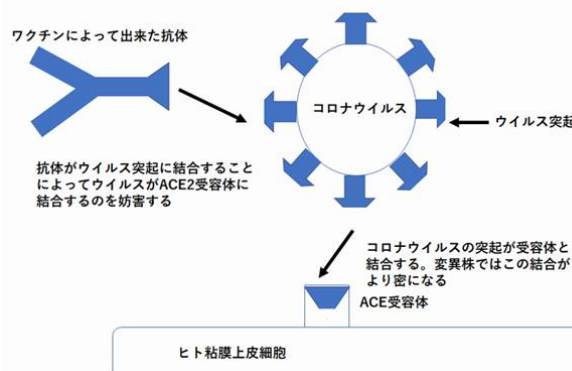 ワクチンによって出来た抗体
コロナウイルス
ウイルス突起
抗体がウイルス突起に結合すること
によってウイルスがACE2受容体に
結合するのを妨害する
コロナウイルスの突起が受容体と
結合する。変異株ではこの結合が
より密になる
ACE受容体
ヒト粘膜上皮細胞